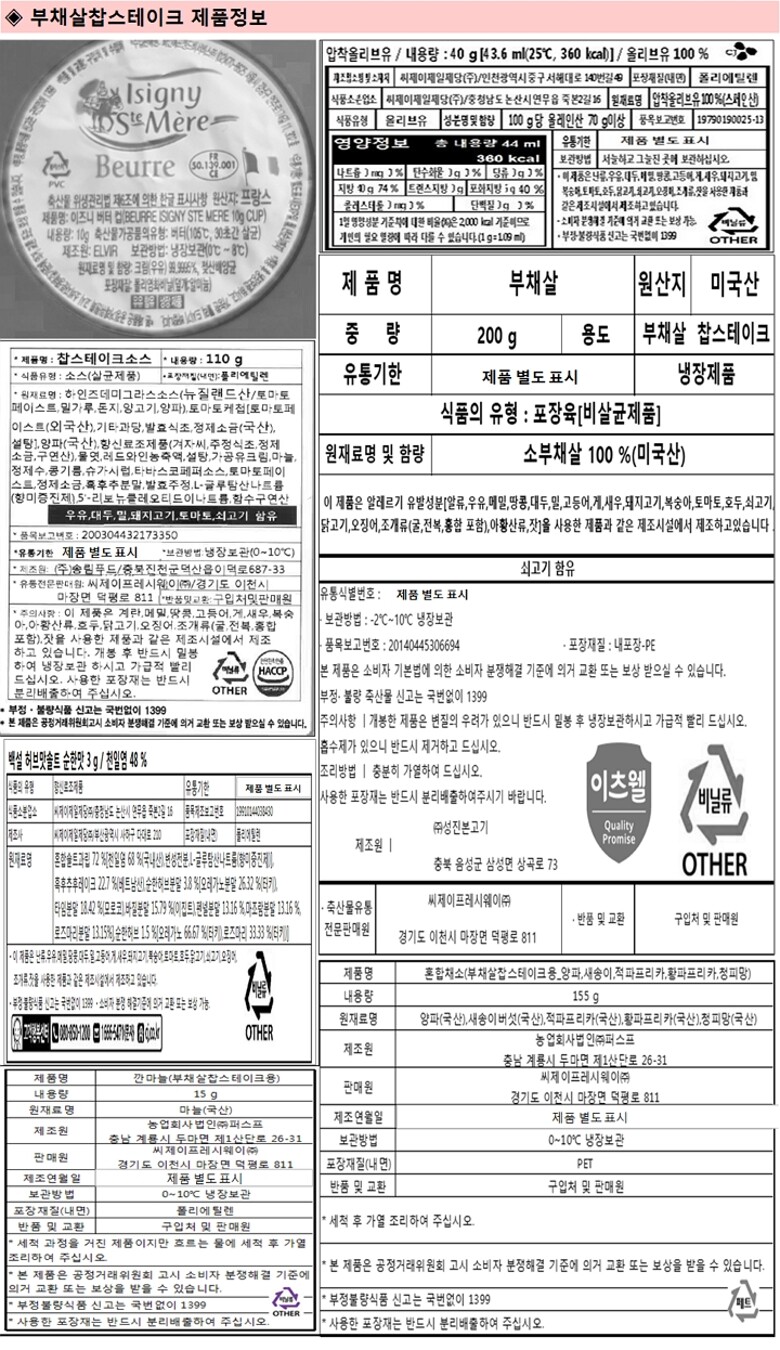 ◈ 부채살찹스테이크 제품정보
Isigny
Ste Mère
Beurre
FR
50.139.001
CE
PVC
축산물 위생관리법 제6조에 의한 한글 표시사항 원산지: 프랑스
제품명: 이즈니 버터 컵(BEURRE ISIGNY STE MERE 10g CUP)
내용량: 10g 축산물가공품의유형: 버터(105℃, 30초간 살균)
제조원: ELVIR 보관방법: 냉장보관(0℃~8℃)
원재료명 및 함량: 크림(우유) 99.9995%, 젖산배양균
포장재질: 폴리염화비닐(덮개:알미늄)
압착올리브유 / 내용량 : 40 g [43.6 ml(25℃, 360 kcal)] / 올리브유 100 %
CJ
씨제이제일제당(주)/인천광역시 중구 서해대로 140번길 49 포장재질(내면) 폴리에틸렌
식품소분업소 씨제이제일제당(주)/충청남도 논산시 연무읍 죽본2길 16 원재료명 압착올리브유 100 %(스페인산)
식품유형 올리브유 성분명 및 함량 100 g당 올레인산 70 g이상 품목보고번호 19790190025-13
영양정보 총 내용량 44 ml
360 kcal
유통기한 제품 별도 표시
보관방법 서늘하고 그늘진 곳에 보관하십시오.
나트륨 0 mg 0 % 탄수화물 0 g 0 % 당류 0 g 0 %
지방 40 g 74 % 트랜스지방 0 g 포화지방 6 g 40 %
콜레스테롤 0 mg 0 % 단백질 0 g 0 %
1일 영양성분 기준치에 대한 비율(%)은 2,000 kcal 기준이므로
개인의 필요 열량에 따라 다를 수 있습니다.(1 g=1.09 ml)
· 이 제품은 난류,우유,메밀,땅콩,대두,밀,
복숭아,토마토,호두,닭고기,쇠고기,오징어,조개류,잣을 사용한 제품과
같은 제조시설에서 제조하고 있습니다.
· 소비자 분쟁해결 기준에 의거 교환 또는 보상 가능.
· 부정·불량식품 신고는 국번없이 1399
비닐류
OTHER
제 품 명 부채살 원산지 미국산
중 량 200 g 용도 부채살 찹스테이크
유통기한 제품 별도 표시 냉장제품
식품의 유형 : 포장육[비살균제품]
원재료명 및 함량 소부채살 100 %(미국산)
이 제품은 알레르기 유발성분[알류,우유,메밀,땅콩,대두,밀,고등어,게,새우,돼지고기,복숭아,토마토,호두,쇠고기,
닭고기,오징어,조개류(굴,전복,홍합 포함),아황산류,잣]을 사용한 제품과 같은 제조시설에서 제조하고있습니다.
쇠고기 함유
유통식별번호 : 제품 별도 표시
· 보관방법 : -2℃~10℃ 냉장보관
· 품목보고번호 : 20140445306694 · 포장재질 : 내포장-PE
본 제품은 소비자 기본법에 의한 소비자 분쟁해결 기준에 의거 교환 또는 보상 받으실 수 있습니다.
부정· 불량 축산물 신고는 국번없이 1399
주의사항 | 개봉한 제품은 변질의 우려가 있으니 반드시 밀봉 후 냉장보관하시고 가급적 빨리 드십시오.
흡수제가 있으니 반드시 제거하고 드십시오.
조리방법 | 충분히 가열하여 드십시오.
사용한 포장재는 반드시 분리배출하여주시기 바랍니다.
제조원 | ㈜성진본고기
충북 음성군 삼성면 상곡로 73
이츠웰
Quality
Promise
비닐류
OTHER
· 축산물유통
전문판매원
씨제이프레시웨이㈜
경기도 이천시 마장면 덕평로 811
· 반품 및 교환 구입처 및 판매원
* 제품명 : 찹스테이크소스 * 내용량 : 110 g
* 식품유형 : 소스(살균제품) *포장재질(내면):폴리에틸렌
* 원재료명 : 하인즈데미그라스소스(뉴질랜드산/토마토
페이스트,밀가루,돈지,양고기,양파),토마토케첩[토마토페
이스트(외국산),기타과당,발효식초,정제소금(국산),
설탕],양파(국산),향신료조제품(겨자씨,주정식초,정제
소금,구연산),물엿,레드와인농축액,설탕,가공유크림,마늘,
정제수,콩기름,슈가시럽,타바스코페퍼소스,토마토페이
스트,정제소금,흑후추분말,발효주정,L-글루탐산나트륨
(향미증진제),5'-리보뉴클레오티드이나트륨,함수구연산
우유,대두,밀,돼지고기,토마토,쇠고기 함유
* 품목보고번호 : 200304432173350
*유통기한 제품 별도 표시 *보관방법:냉장보관(0~10℃)
* 제조원: (주)송림푸드/충북진천군덕산읍이덕로687-33
* 유통전문판매원: 씨제이프레시웨이㈜/경기도 이천시
마장면 덕평로 811 *반품및교환: 구입처및판매원
* 주의사항 : 이 제품은 계란,메밀,땅콩,고등어,게,새우,복숭
아,아황산류,호두,닭고기,오징어,조개류(굴,전복,홍합
포함),잣을 사용한 제품과 같은 제조시설에서 제조
하고 있습니다. 개봉 후 반드시 밀봉
하여 냉장보관 하시고 가급적 빨리
드십시오. 사용한 포장재는 반드시
분리배출하여 주십시오.
비닐류
OTHER
HACCP
* 부정 · 불량식품 신고는 국번없이 1399
* 본 제품은 공정거래위원회고시 소비자 분쟁해결 기준에 의거 교환 또는 보상 받으실 수 있습니다.
백설 허브맛솔트 순한맛 3 g / 천일염 48 %
식품의 유형 향신료조제품 유통기한 제품 별도 표시
식품소분업소 씨제이제일제당㈜/충청남도 논산시 연무읍 죽본2길 16 품목제조보고번호
제조사 씨제이제일제당㈜/부산광역시 사하구 다대로 210 포장재질(내면) 폴리에틸렌
원재료명 혼합솔트과립 72 %[천일염 68 %(국내산),버섯전분,L-글루탐산나트륨(향미증진제)],
흑후추후레이크 22.7 %(베트남산),순한허브분말 3.8 %[오레가노분말 26.32 %(터키),
타임분말 18.42 %(모로코),바질분말 15.79 %(이집트),펜넬분말 13.16 %,마조람분말 13.16 %,
로즈마리분말 13.15%],순한허브 1.5 %[오레가노 66.67 %(터키),로즈마리 33.33 %(터키)]
· 이 제품은 난류,우유,메밀,땅콩,대두,밀,고등어,게,새우,돼지고기,복숭아,토마토,호두,닭고기,쇠고기,오징어,
조개류,잣을 사용한 제품과 같은 제조시설에서 제조하고 있습니다.
· 부정·불량식품 신고는 국번없이 1399 · 소비자 분쟁 해결기준에 의거 교환 또는 보상 가능.
고객행복센터 080-850-1200 cj.co.kr
비닐류
OTHER
제품명 깐마늘(부채살찹스테이크용)
내용량 15 g
원재료명 마늘(국산)
제조원 농업회사법인㈜퍼스프
충남 계룡시 두마면 제1산단로 26-31
판매원 씨제이프레시웨이㈜
경기도 이천시 마장면 덕평로 811
제조연월일 제품 별도 표시
보관방법 0~10℃ 냉장보관
포장재질(내면) 폴리에틸렌
반품 및 교환 구입처 및 판매원
* 세척 과정을 거진 제품이지만 흐르는 물에 세척 후 가열
조리하여 주십시오.
* 본 제품은 공정거래위원회 고시 소비자 분쟁해결 기준에
의거 교환 또는 보상을 받을 수 있습니다.
* 부정불량식품 신고는 국번없이 1399
비닐류
OTHER
* 사용한 포장재는 반드시 분리배출하여 주십시오.
제품명 혼합채소(부채살찹스테이크용_양파,새송이,적파프리카,황파프리카,청피망)
내용량 155 g
원재료명 양파(국산),새송이버섯(국산),적파프리카(국산),황파프리카(국산),청피망(국산)
제조원 농업회사법인㈜퍼스프
충남 계룡시 두마면 제1산단로 26-31
판매원 씨제이프레시웨이㈜
경기도 이천시 마장면 덕평로 811
제조연월일 제품 별도 표시
보관방법 0~10℃ 냉장보관
포장재질(내면) PET
반품 및 교환 구입처 및 판매원
* 세척 후 가열 조리하여 주십시오.
* 본 제품은 공정거래위원회 고시 소비자 분쟁해결 기준에 의거 교환 또는 보상을 받을 수 있습니다.
* 부정불량식품 신고는 국번없이 1399
페트
* 사용한 포장재는 반드시 분리배출하여 주십시오.